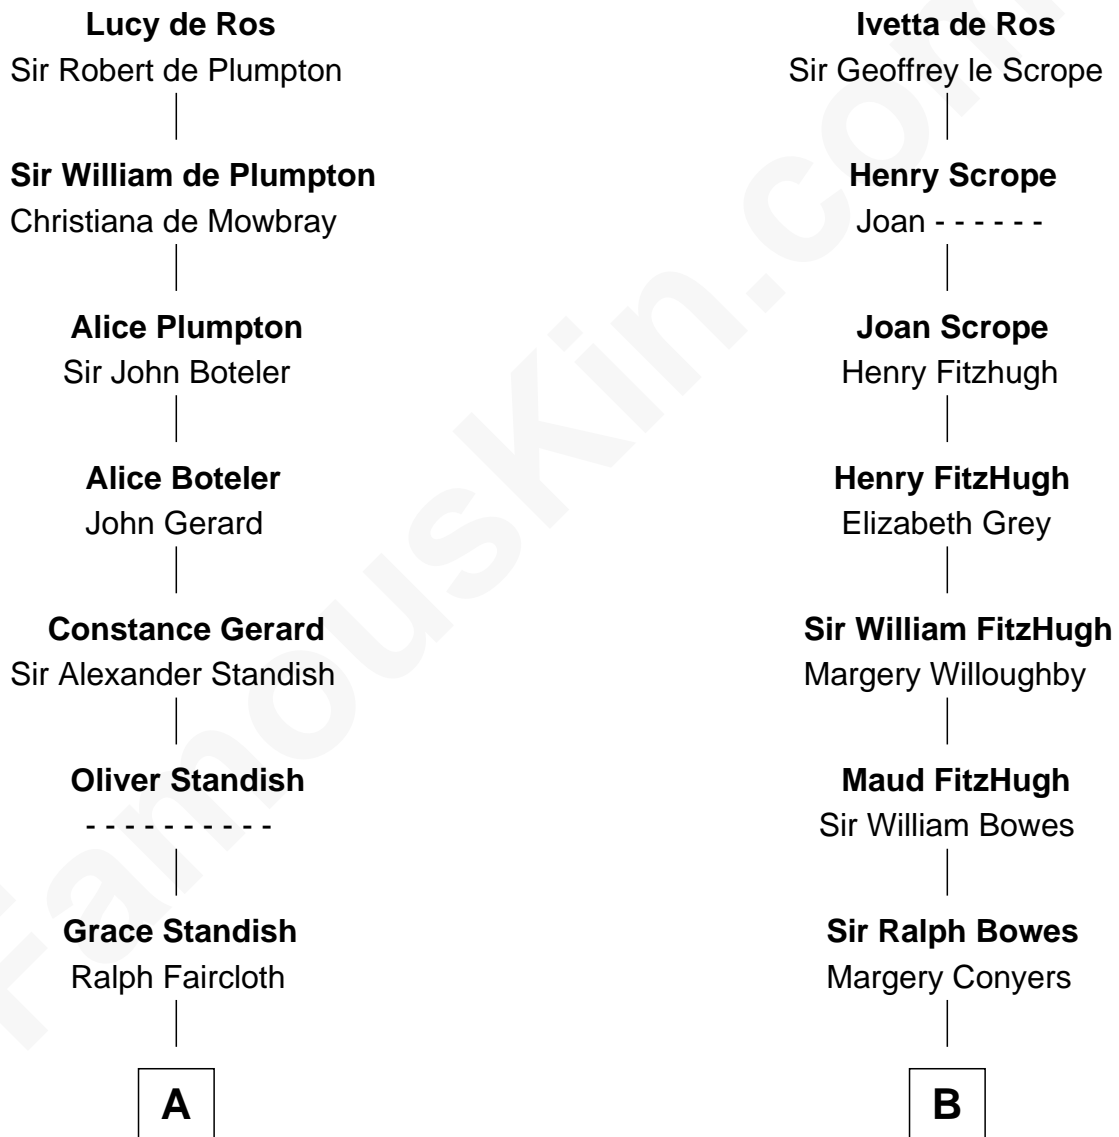 Lucy de Ros
Sir Robert de Plumpton
Sir William de Plumpton
Christiana de Mowbray
Alice Plumpton
Sir John Boteler
Alice Boteler
John Gerard
Constance Gerard
Sir Alexander Standish
Oliver Standish
- - - - - - - - - -
Grace Standish
Ralph Faircloth
A
Ivetta de Ros
Sir Geoffrey le Scrope
Henry Scrope
Joan - - - - - -
Joan Scrope
Henry Fitzhugh
Henry FitzHugh
Elizabeth Grey
Sir William FitzHugh
Margery Willoughby
Maud FitzHugh
Sir William Bowes
Sir Ralph Bowes
Margery Conyers
B
FamousKin.com